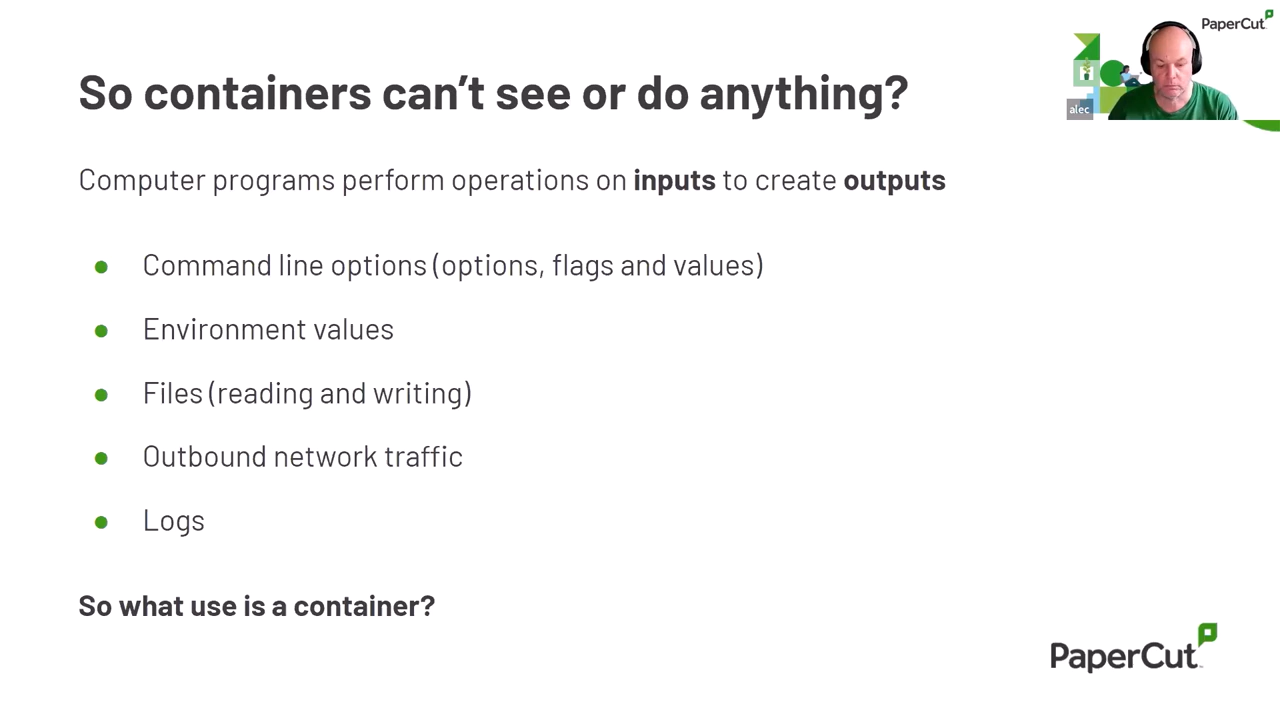 PaperCut
So containers can't see or do anything?
alec
Computer programs perform operations on inputs to create outputs
● Command line options (options, flags and values)
● Environment values
● Files (reading and writing)
● Outbound network traffic
● Logs
So what use is a container?
PaperCut